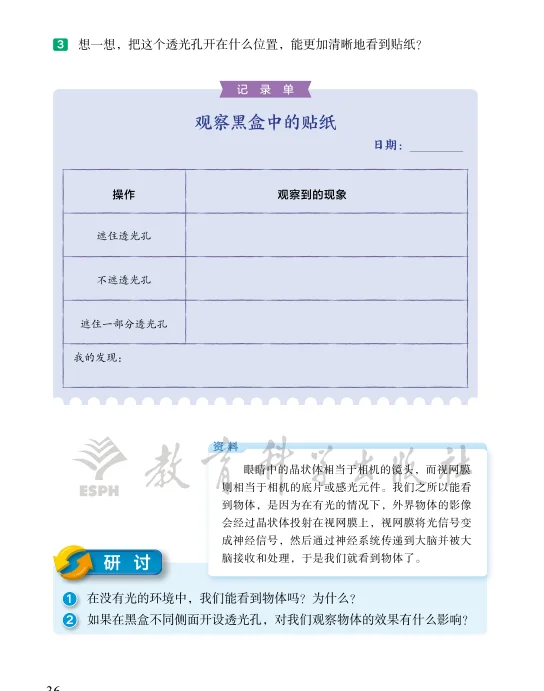 3 想一想，把这个透光孔开在什么位置，能更加清晰地看到贴纸？
记 录 单
观察黑盒中的贴纸
日期：
操作 观察到的现象
遮住透光孔
不遮透光孔
遮住一部分透光孔
我的发现：
资料
眼睛中的晶状体相当于相机的镜头，而视网膜
则相当于相机的底片或感光元件。我们之所以能看
到物体，是因为在有光的情况下，外界物体的影像
会经过晶状体投射在视网膜上，视网膜将光信号变
成神经信号，然后通过神经系统传递到大脑并被大
脑接收和处理，于是我们就看到物体了。
教育科学出版社
ESPH
研 讨
1 在没有光的环境中，我们能看到物体吗？为什么？
2 如果在黑盒不同侧面开设透光孔，对我们观察物体的效果有什么影响？